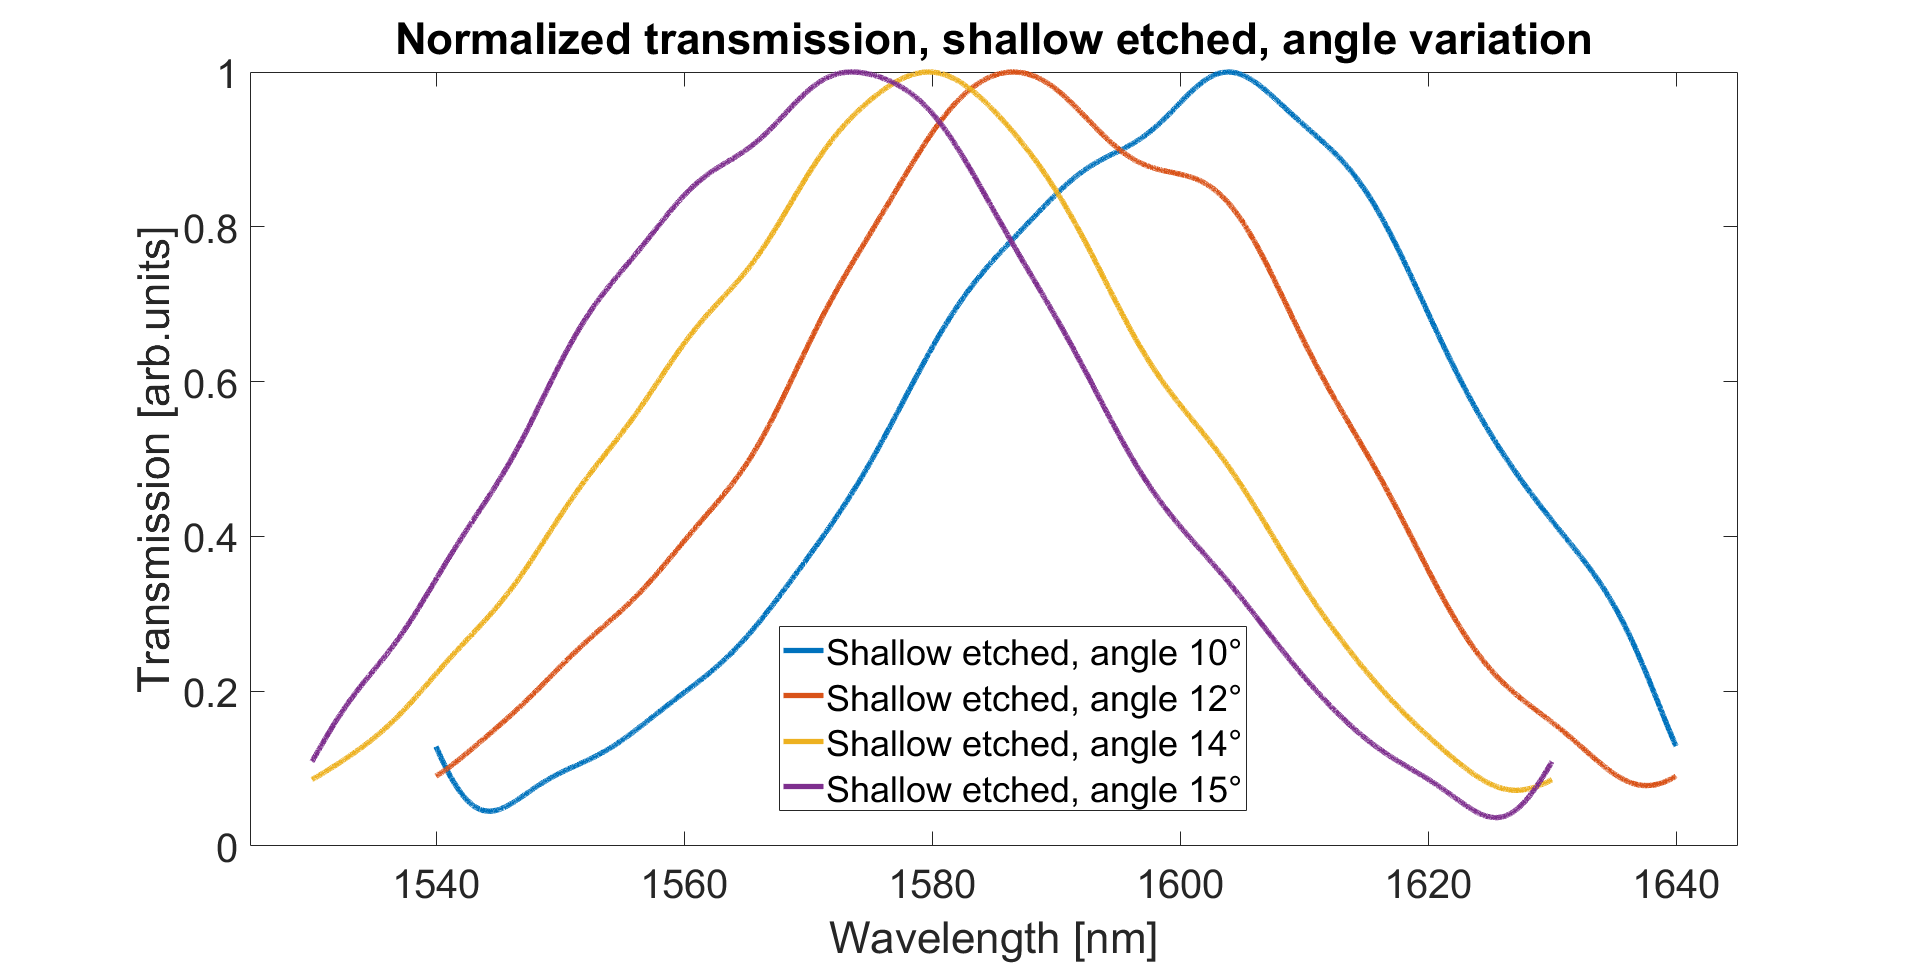 Normalized transmission, shallow etched, angle variation
Transmission [arb.units]
1
0.8
0.6
0.4
0.2
0
Shallow etched, angle 10°
Shallow etched, angle 12°
Shallow etched, angle 14°
Shallow etched, angle 15°
1540 1560 1580 1600 1620 1640
Wavelength [nm]